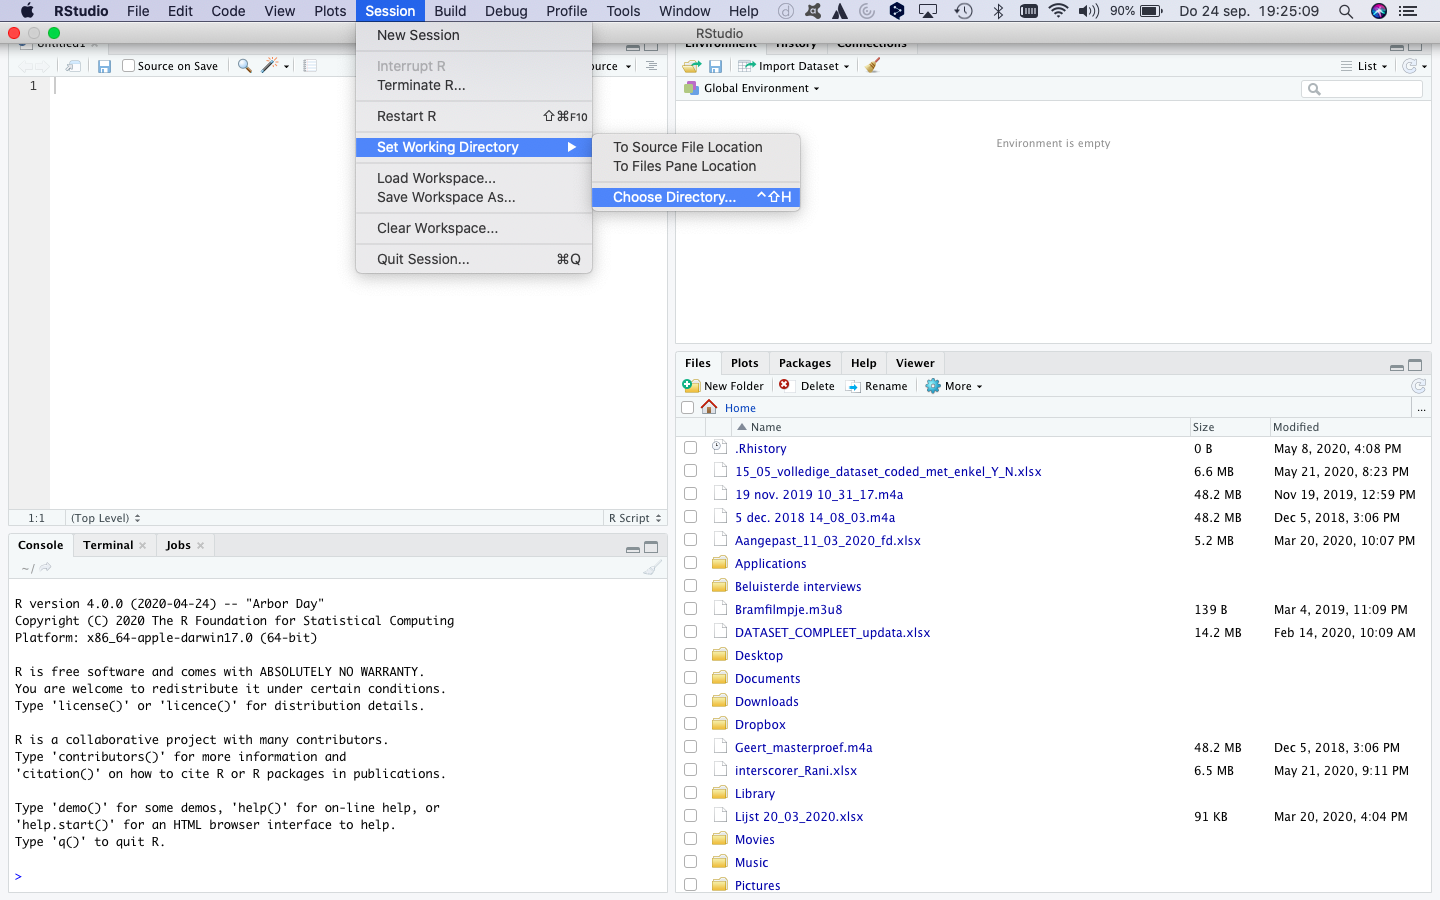 RStudio File Edit Code View Plots Session Build Debug Profile Tools Window Help 90% Do 24 sep. 19:25:09
RStudio
Untitled1
Source on Save
ource
1
1:1 (Top Level) R Script
New Session
Interrupt R
Terminate R...
Restart R ⇧⌘F10
Set Working Directory
Load Workspace...
Save Workspace As...
Clear Workspace...
Quit Session... ⌘Q
To Source File Location
To Files Pane Location
Choose Directory... ^⇧H
Environment History Connections
Import Dataset List
Global Environment
Environment is empty
Console Terminal Jobs
~/
R version 4.0.0 (2020-04-24) -- "Arbor Day"
Copyright (C) 2020 The R Foundation for Statistical Computing
Platform: x86_64-apple-darwin17.0 (64-bit)
R is free software and comes with ABSOLUTELY NO WARRANTY.
You are welcome to redistribute it under certain conditions.
Type 'license()' or 'licence()' for distribution details.
R is a collaborative project with many contributors.
Type 'contributors()' for more information and
'citation()' on how to cite R or R packages in publications.
Type 'demo()' for some demos, 'help()' for on-line help, or
'help.start()' for an HTML browser interface to help.
Type 'q()' to quit R.
>
Files Plots Packages Help Viewer
New Folder Delete Rename More
Home ...
Name Size Modified
.Rhistory 0 B May 8, 2020, 4:08 PM
15_05_volledige_dataset_coded_met_enkel_Y_N.xlsx 6.6 MB May 21, 2020, 8:23 PM
19 nov. 2019 10_31_17.m4a 48.2 MB Nov 19, 2019, 12:59 PM
5 dec. 2018 14_08_03.m4a 48.2 MB Dec 5, 2018, 3:06 PM
Aangepast_11_03_2020_fd.xlsx 5.2 MB Mar 20, 2020, 10:07 PM
Applications
Beluisterde interviews
Bramfilmpje.m3u8 139 B Mar 4, 2019, 11:09 PM
DATASET_COMPLEET_updata.xlsx 14.2 MB Feb 14, 2020, 10:09 AM
Desktop
Documents
Downloads
Dropbox
Geert_masterproef.m4a 48.2 MB Dec 5, 2018, 3:06 PM
interscorer_Rani.xlsx 6.5 MB May 21, 2020, 9:11 PM
Library
Lijst 20_03_2020.xlsx 91 KB Mar 20, 2020, 4:04 PM
Movies
Music
Pictures